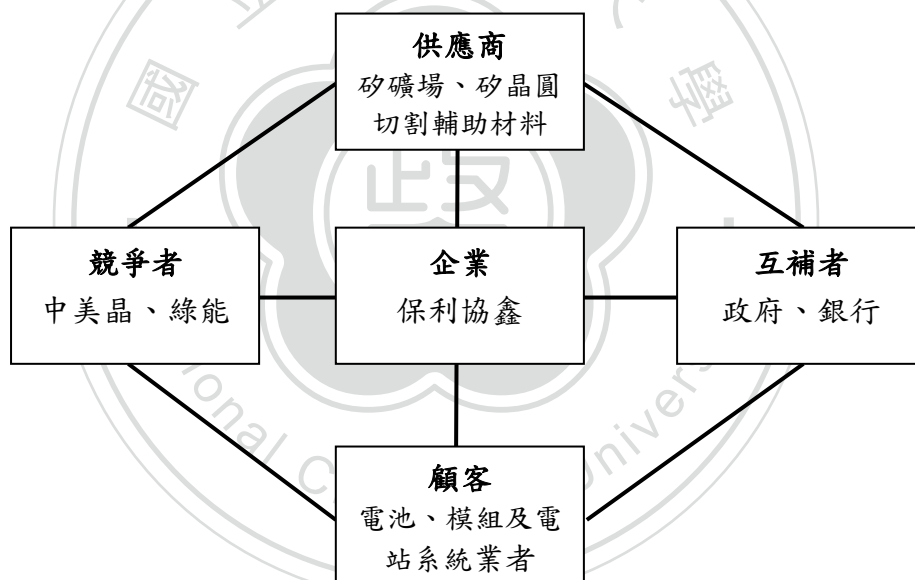 供應商
矽礦場、矽晶圓
切割輔助材料
競爭者
中美晶、綠能
企業
保利協鑫
互補者
政府、銀行
顧客
電池、模組及電
站系統業者